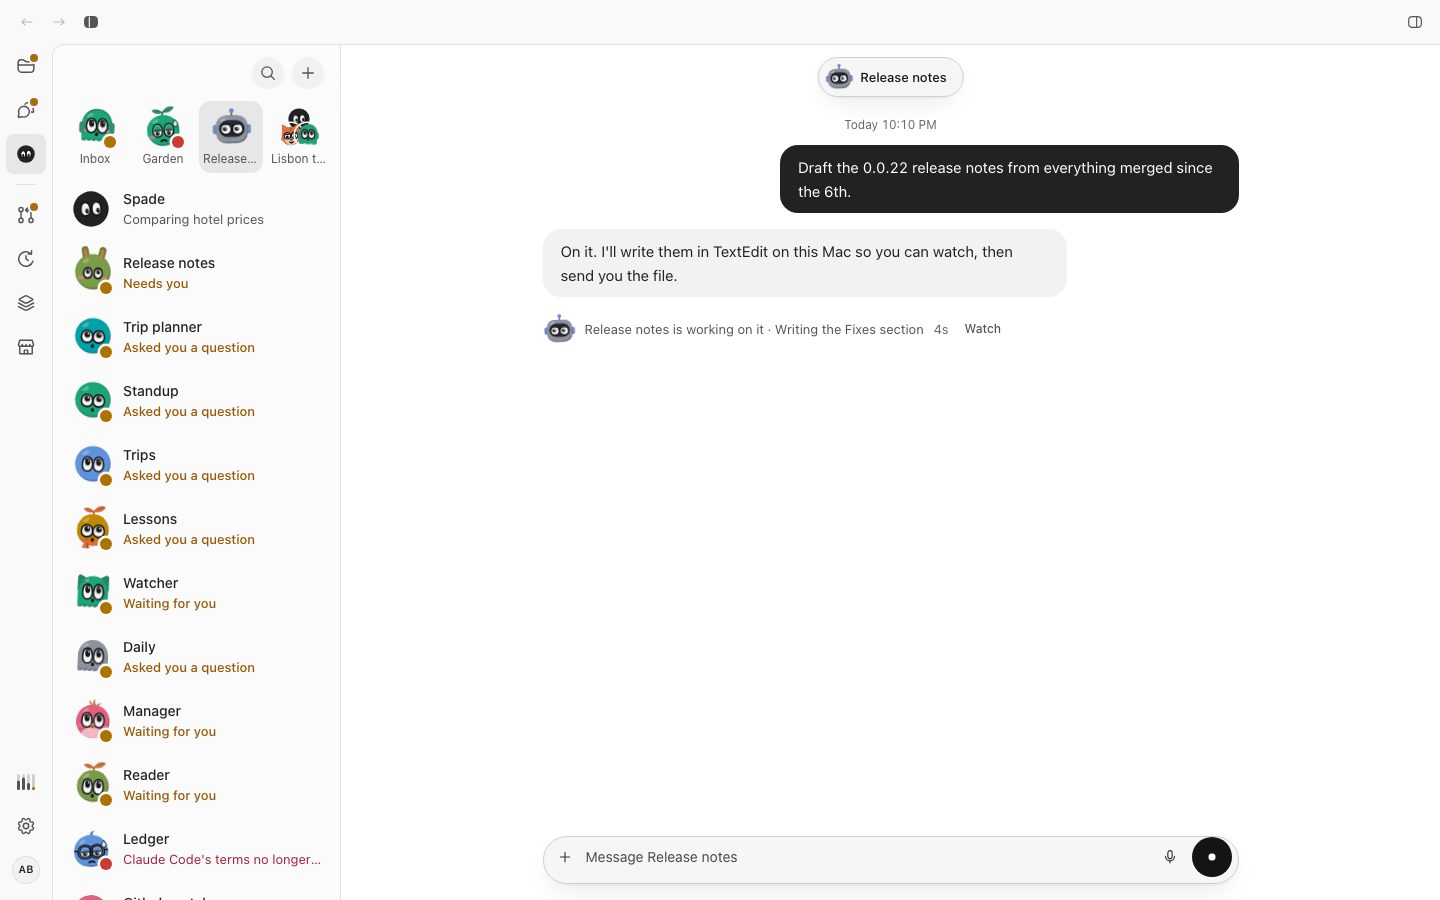 Release notes
Today 10:10 PM
Draft the 0.0.22 release notes from everything merged since
the 6th.
On it. I'll write them in TextEdit on this Mac so you can watch, then
send you the file.
Release notes is working on it · Writing the Fixes section 4s Watch
Message Release notes
Inbox
Garden
Release...
Lisbon t...
Spade
Comparing hotel prices
Release notes
Needs you
Trip planner
Asked you a question
Standup
Asked you a question
Trips
Asked you a question
Lessons
Asked you a question
Watcher
Waiting for you
Daily
Asked you a question
Manager
Waiting for you
Reader
Waiting for you
Ledger
Claude Code's terms no longer...
AB